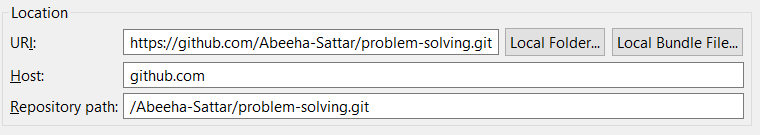 Location
URI: https://github.com/Abeeha-Sattar/problem-solving.git Local Folder... Local Bundle File...
Host: github.com
Repository path: /Abeeha-Sattar/problem-solving.git